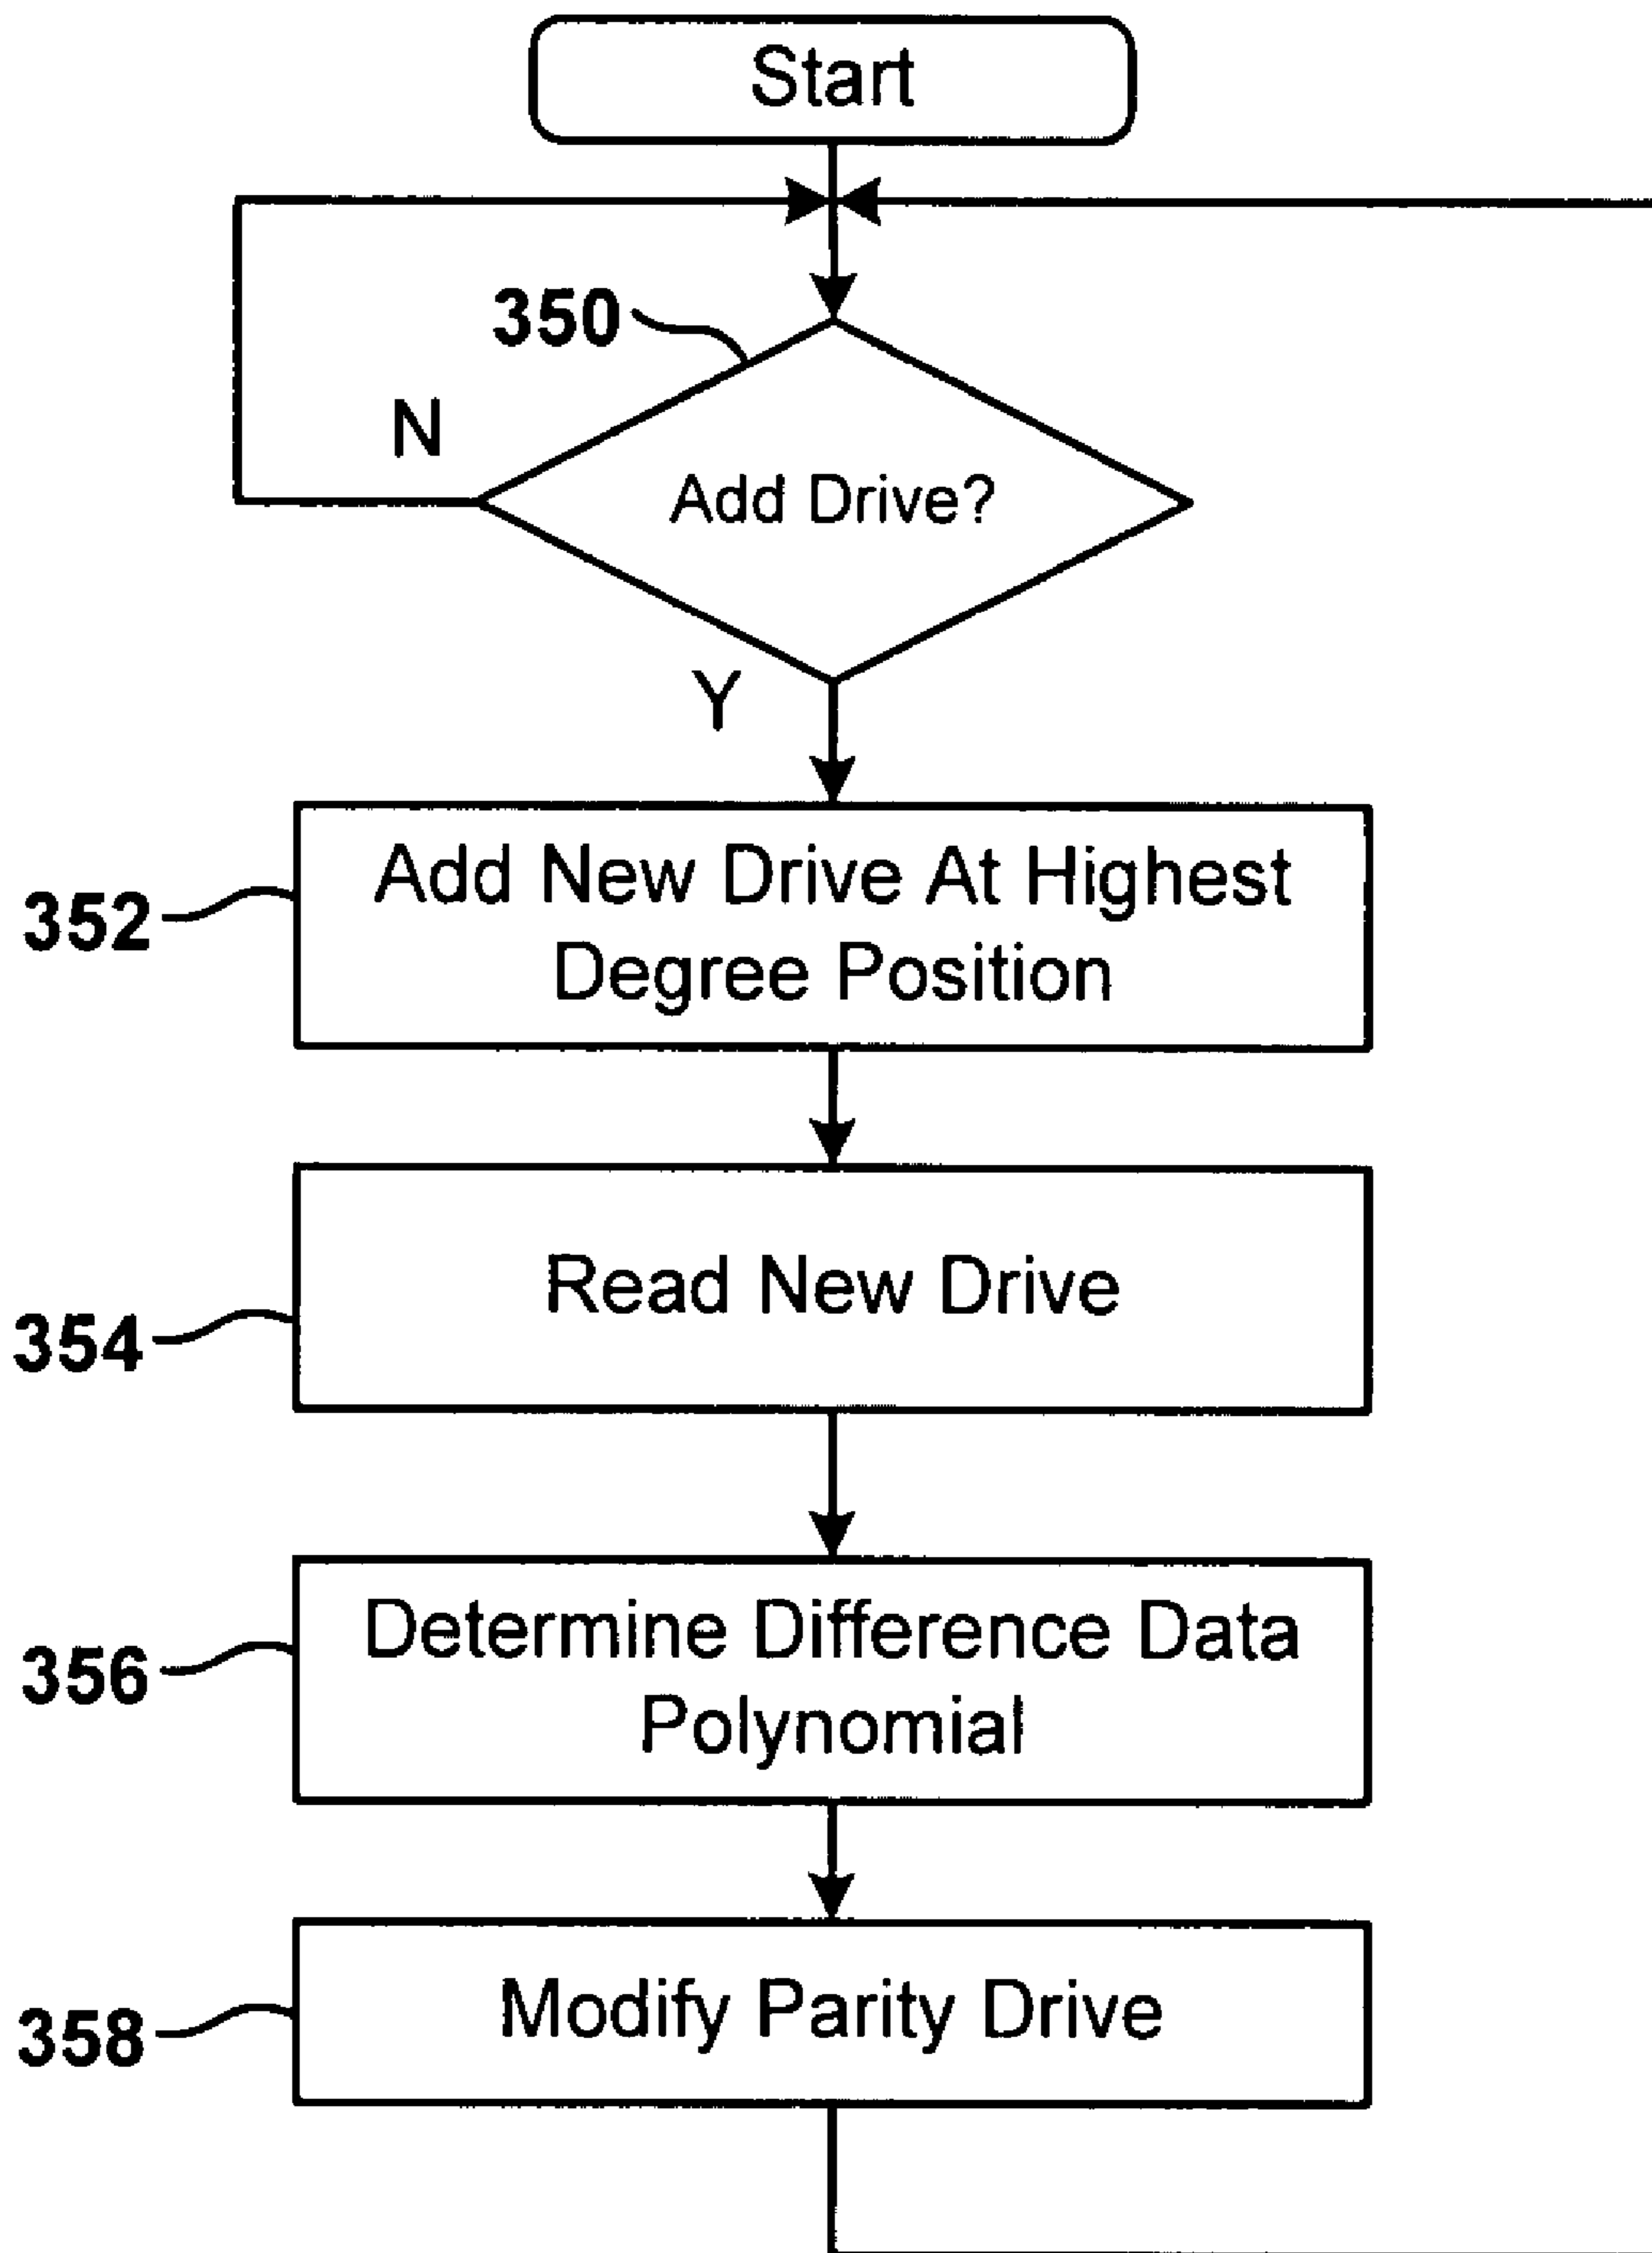 Start
350
N
Add Drive?
Y
352
Add New Drive At Highest
Degree Position
354
Read New Drive
356
Determine Difference Data
Polynomial
358
Modify Parity Drive